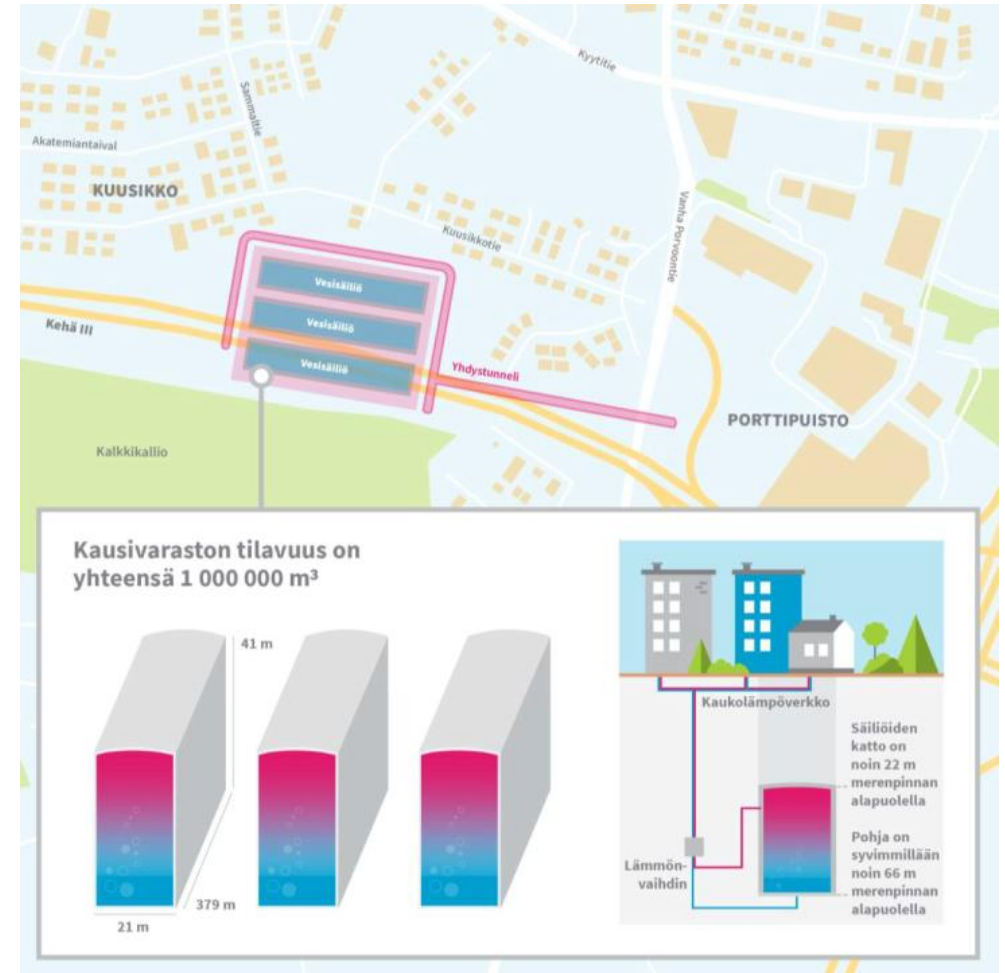 Kyytitie
Sammaltie
Akatemiantaival
KUUSIKKO
Vanha Porvoontie
Kuusikkotie
Vesisäiliö
Vesisäiliö
Kehä III
Vesisäiliö
Yhdystunneli
PORTTIPUISTO
Kalkkikallio
Kausivaraston tilavuus on
yhteensä 1 000 000 m³
41 m
379 m
21 m
Kaukolämpöverkko
Säiliöiden
katto on
noin 22 m
merenpinnan
alapuolella
Pohja on
syvimmillään
noin 66 m
merenpinnan
alapuolella
Lämmön-
vaihdin